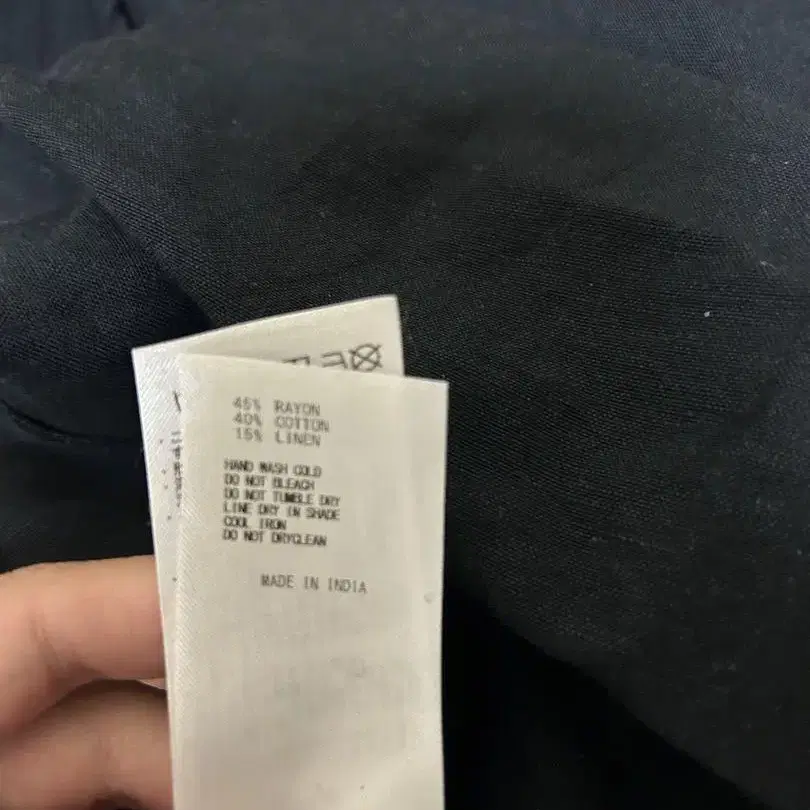 45% RAYON
40% COTTON
15% LINEN
HAND WASH COLD
DO NOT BLEACH
DO NOT TUMBLE DRY
LINE DRY IN SHADE
COOL IRON
DO NOT DRYCLEAN
MADE IN INDIA